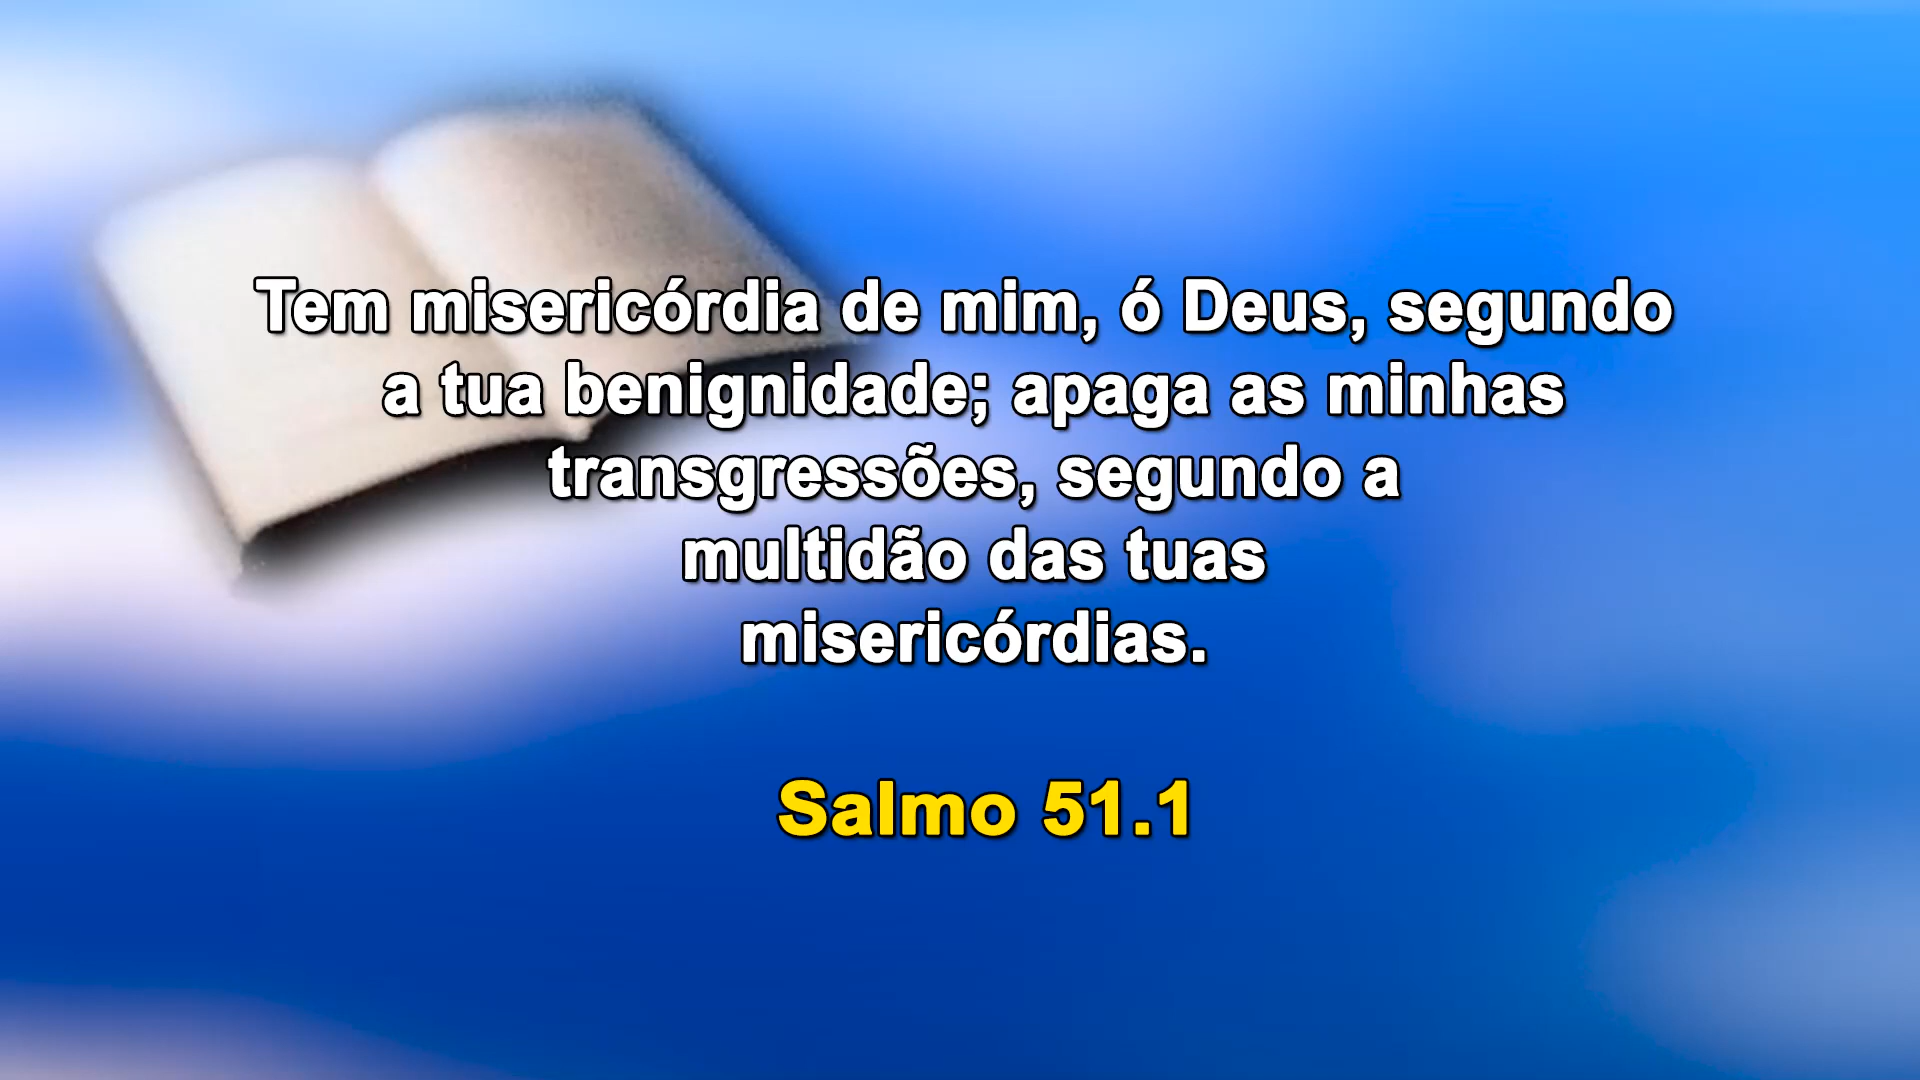 Tem misericórdia de mim, ó Deus, segundo
a tua benignidade; apaga as minhas
transgressões, segundo a
multidão das tuas
misericórdias.
Salmo 51.1